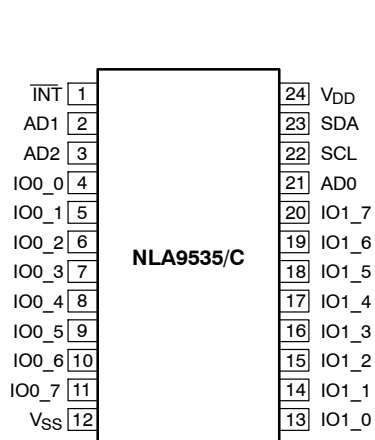 INT 1
AD1 2
AD2 3
IO0_0 4
IO0_1 5
IO0_2 6
IO0_3 7
IO0_4 8
IO0_5 9
IO0_6 10
IO0_7 11
VSS 12
NLA9535/C
24 VDD
23 SDA
22 SCL
21 AD0
20 IO1_7
19 IO1_6
18 IO1_5
17 IO1_4
16 IO1_3
15 IO1_2
14 IO1_1
13 IO1_0